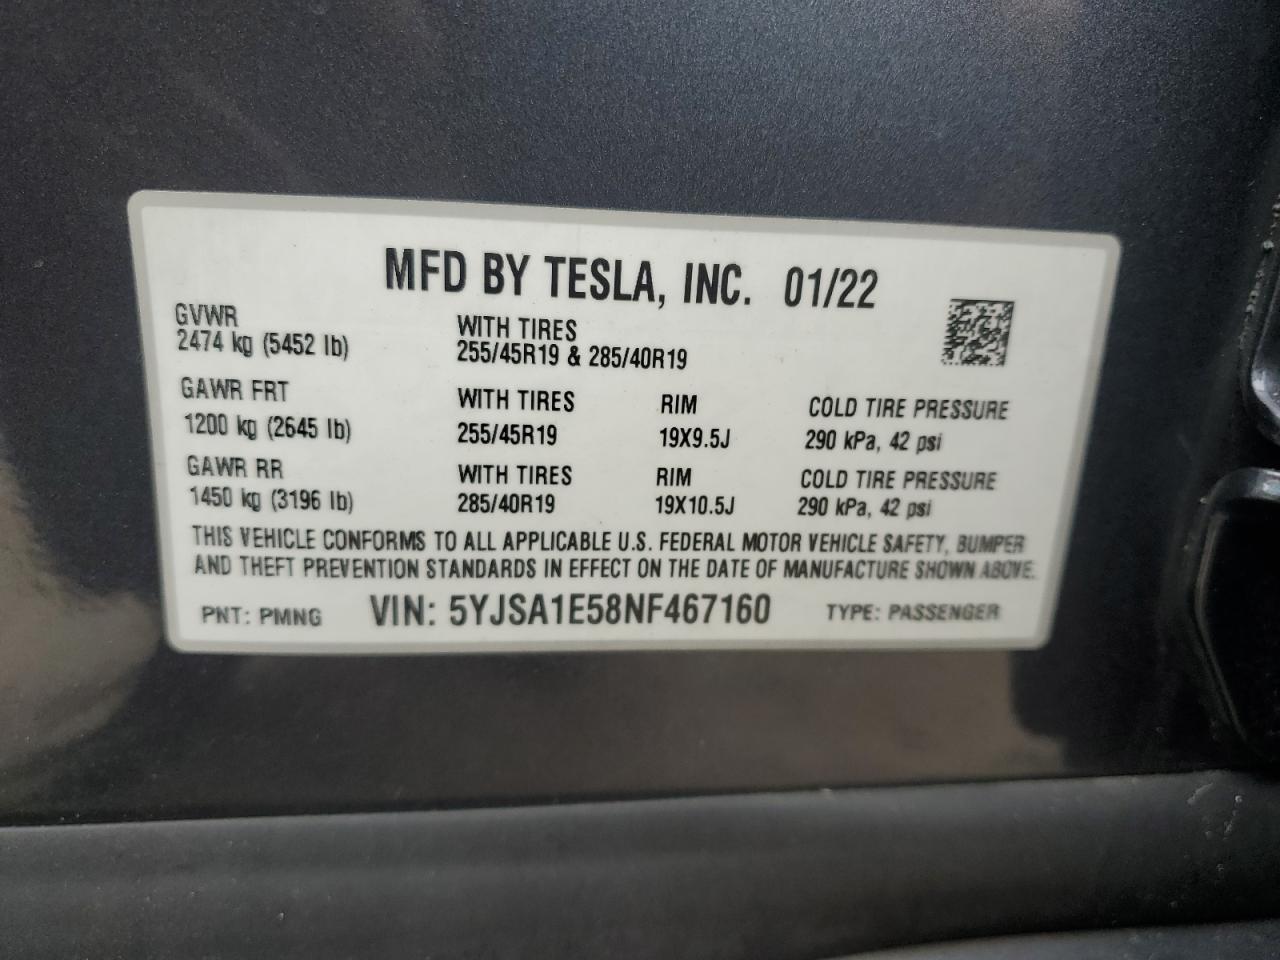 MFD BY TESLA, INC. 01/22
GVWR
2474 kg (5452 lb)
WITH TIRES
255/45R19 & 285/40R19
GAWR FRT WITH TIRES RIM COLD TIRE PRESSURE
1200 kg (2645 lb) 255/45R19 19X9.5J 290 kPa, 42 psi
GAWR RR WITH TIRES RIM COLD TIRE PRESSURE
1450 kg (3196 lb) 285/40R19 19X10.5J 290 kPa, 42 psi
THIS VEHICLE CONFORMS TO ALL APPLICABLE U.S. FEDERAL MOTOR VEHICLE SAFETY, BUMPER
AND THEFT PREVENTION STANDARDS IN EFFECT ON THE DATE OF MANUFACTURE SHOWN ABOVE.
PNT: PMNG VIN: 5YJSA1E58NF467160 TYPE: PASSENGER